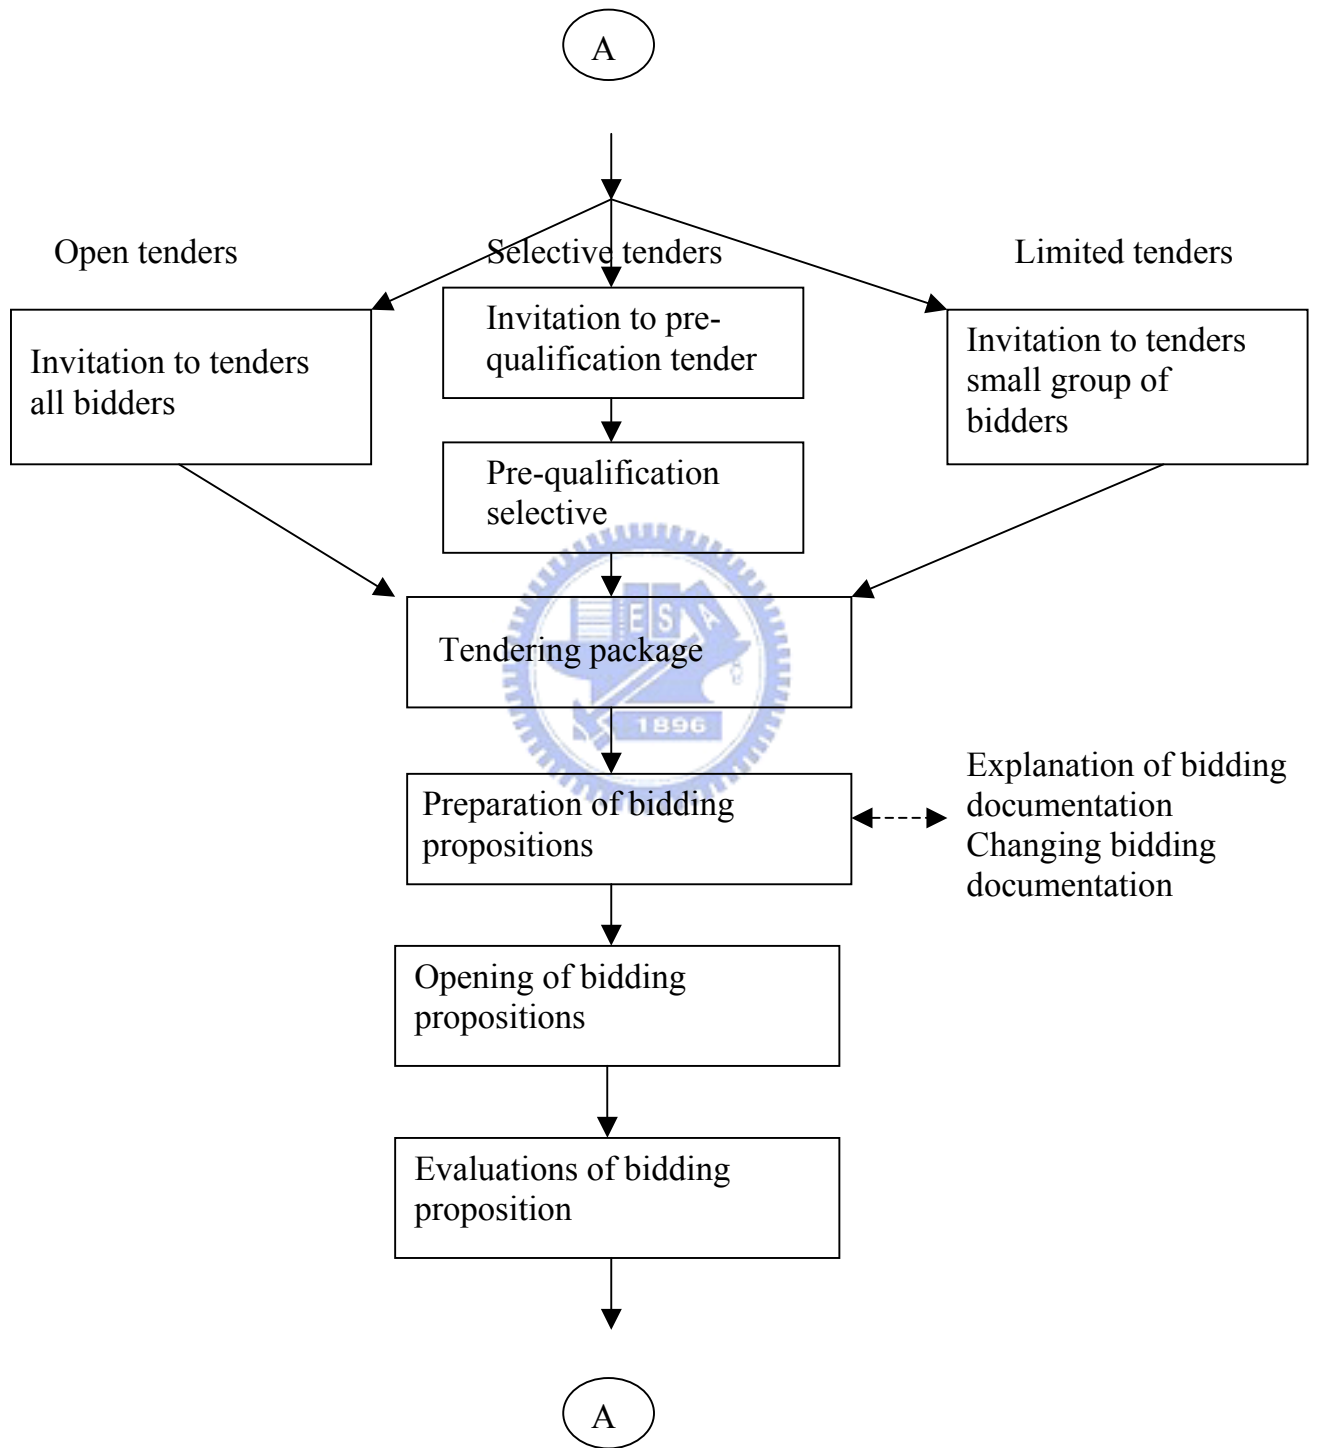 A
Open tenders
Selective tenders
Limited tenders
Invitation to tenders
all bidders
Invitation to pre-
qualification tender
Invitation to tenders
small group of
bidders
Pre-qualification
selective
E S A
Tendering package
1896
Preparation of bidding
propositions
Explanation of bidding
documentation
Changing bidding
documentation
Opening of bidding
propositions
Evaluations of bidding
proposition
A